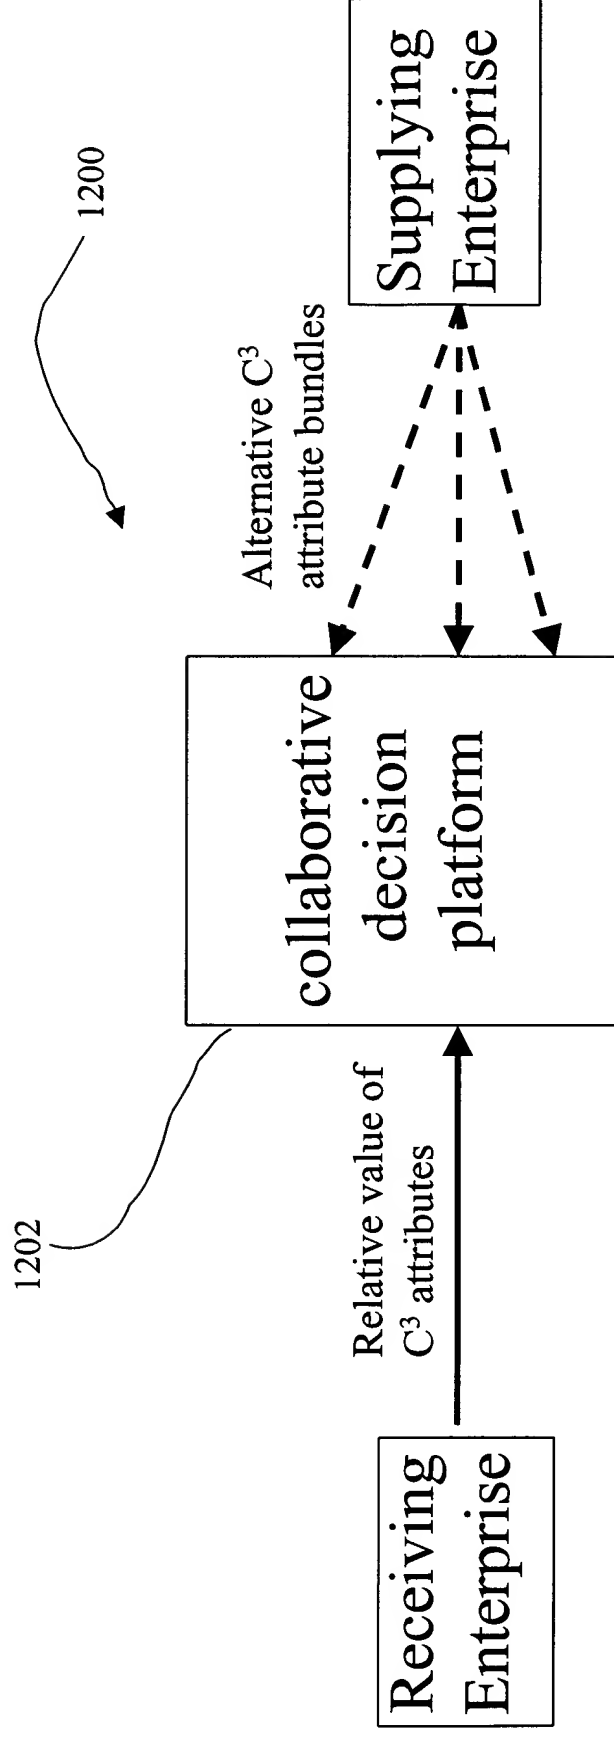 1200
1202
Receiving
Enterprise
Relative value of
C³ attributes
collaborative
decision
platform
Alternative C³
attribute bundles
Supplying
Enterprise